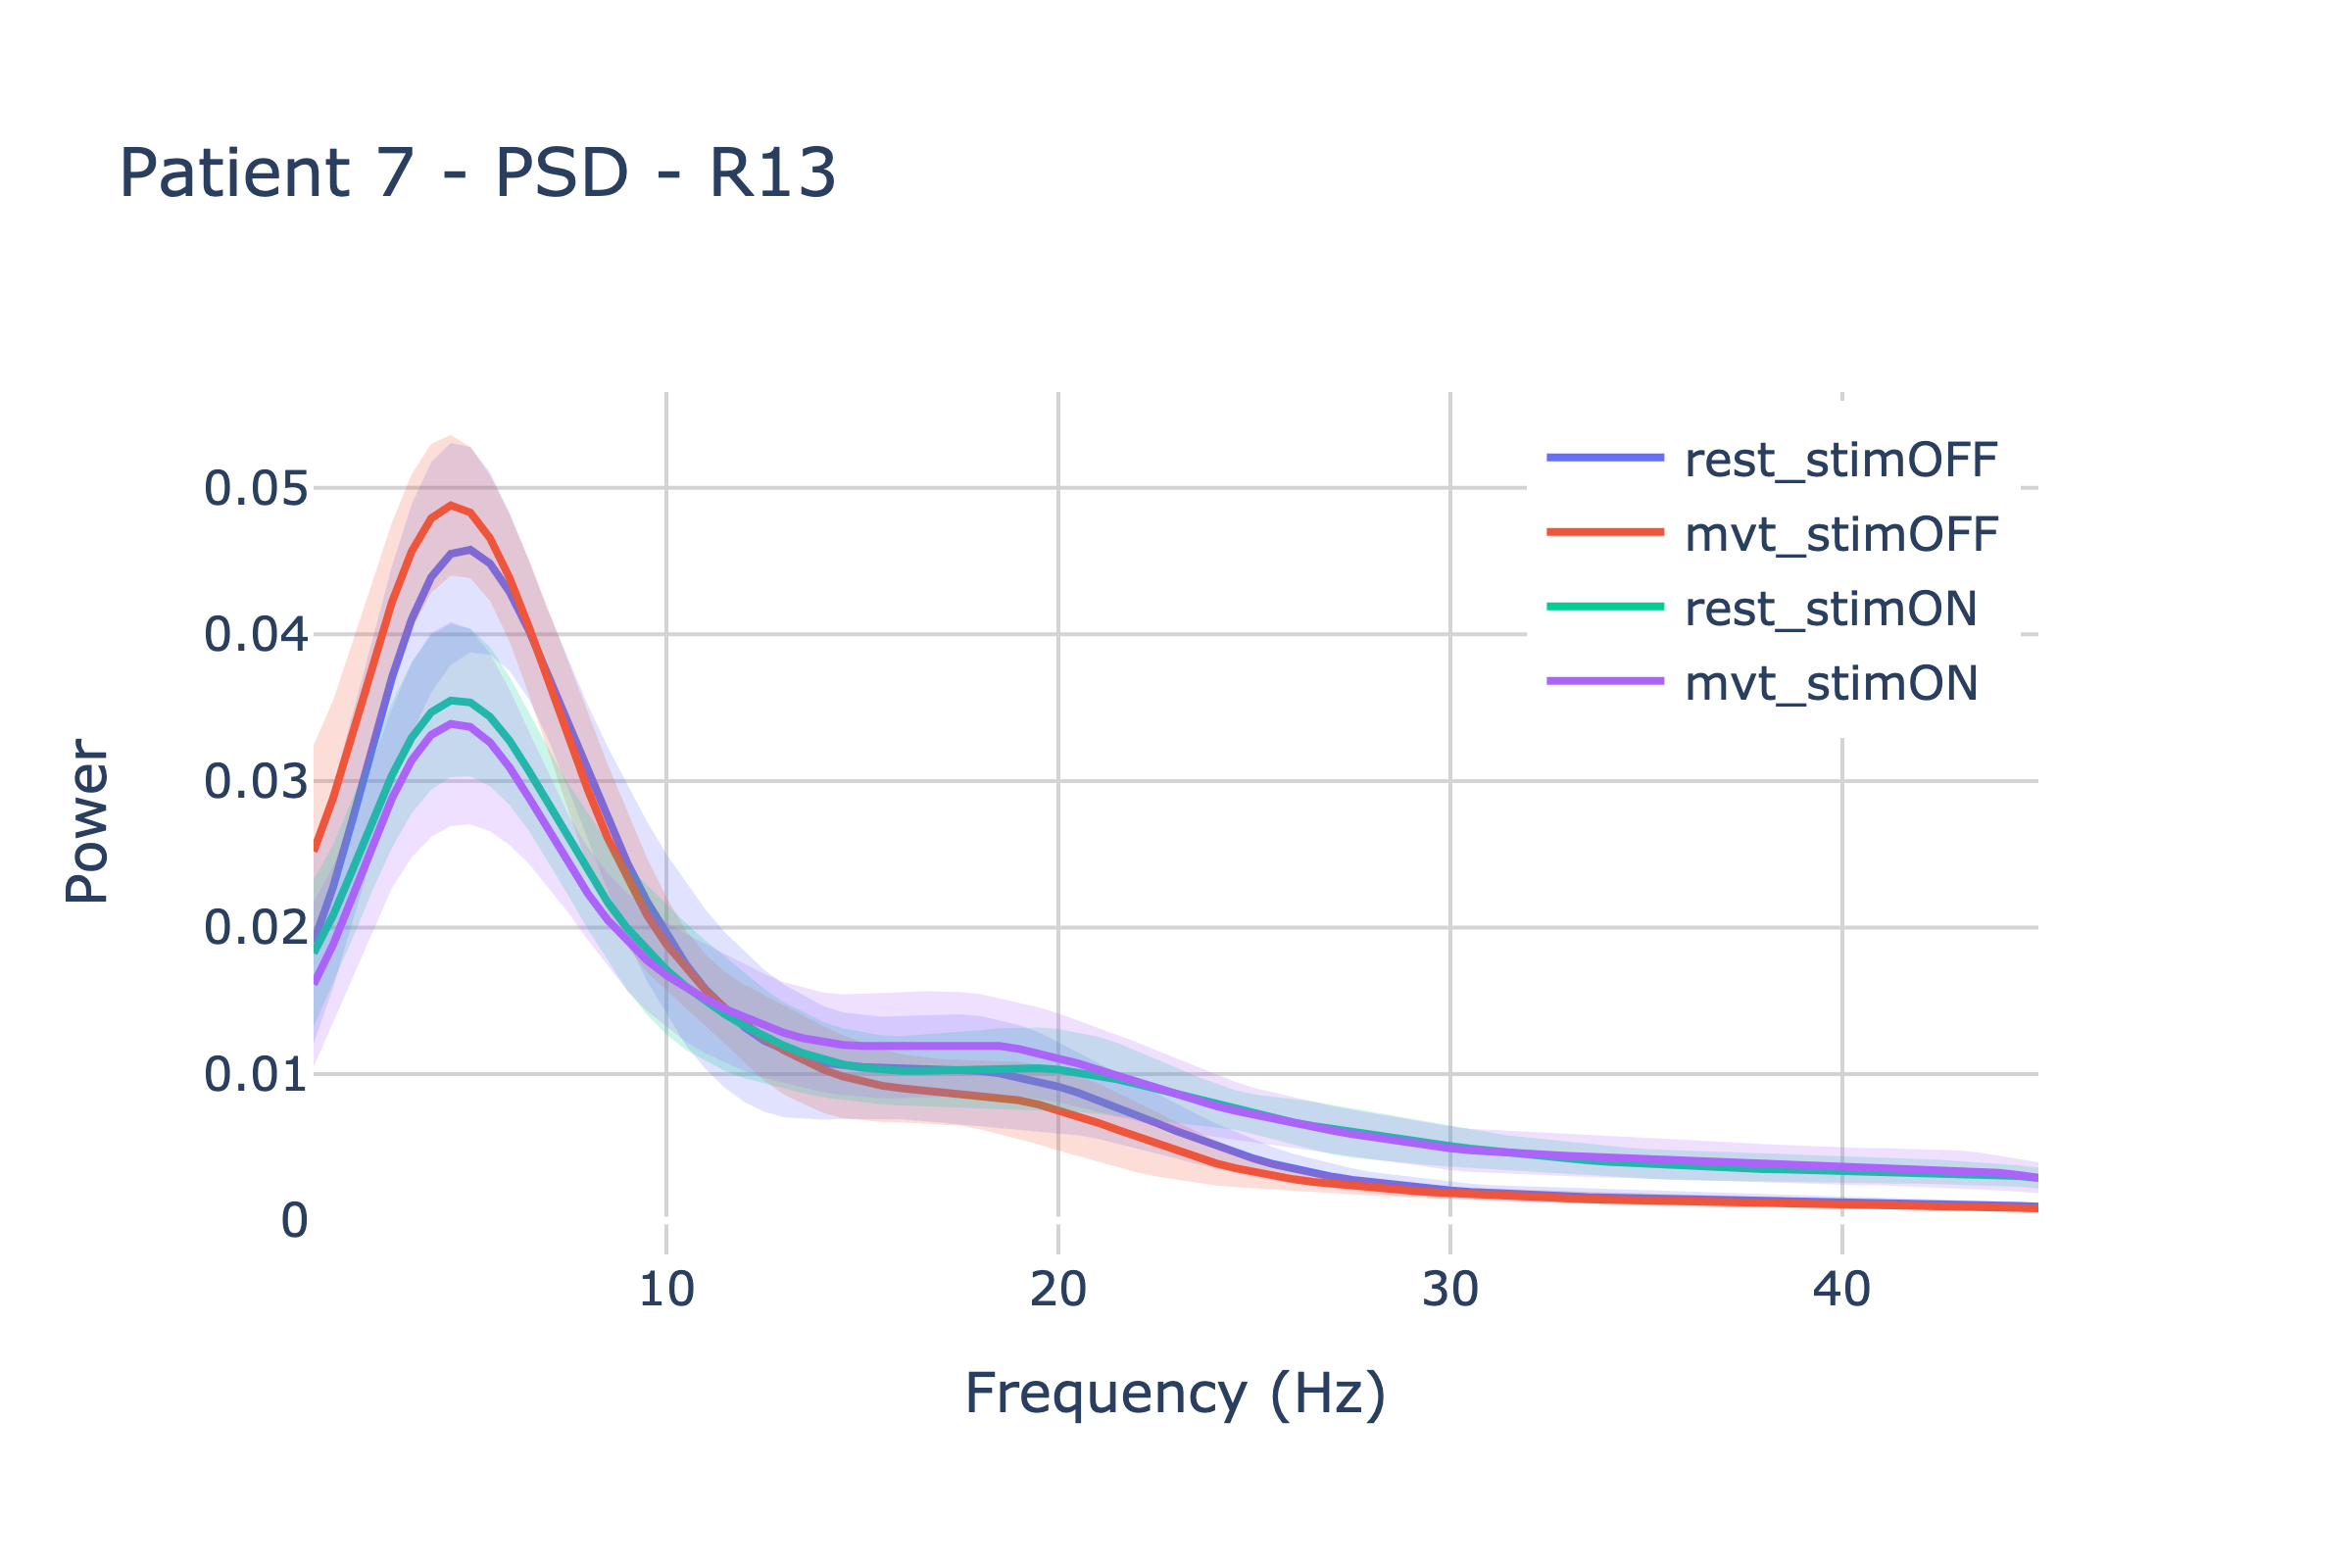 Patient 7 - PSD - R13
rest_stimOFF
mvt_stimOFF
rest_stimON
mvt_stimON
0.05
0.04
0.03
0.02
0.01
0
Power
10 20 30 40
Frequency (Hz)